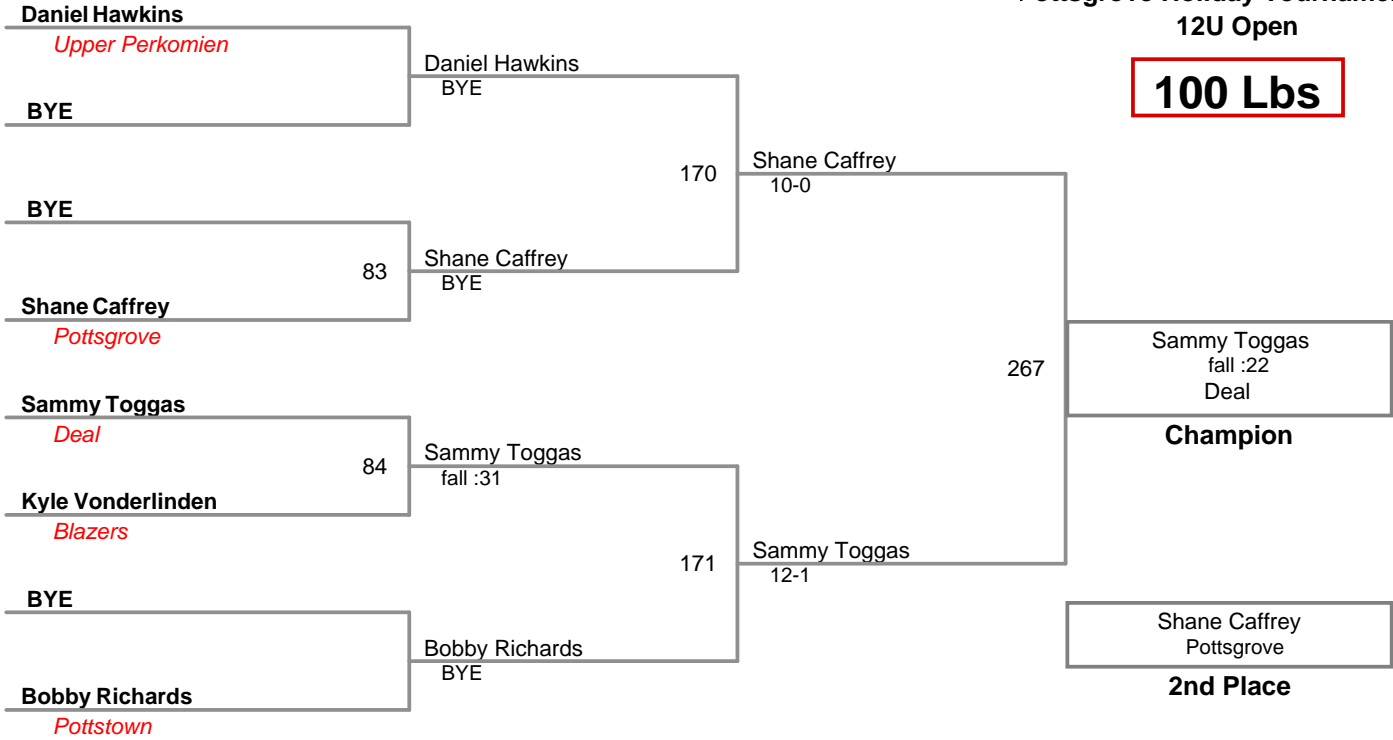 Holiday
12U Open
100 Lbs
Daniel Hawkins
Upper Perkomien
BYE
Daniel Hawkins
BYE
BYE
83
Shane Caffrey
Pottsgrove
Shane Caffrey
BYE
170
Shane Caffrey
10-0
Sammy Toggas
Deal
84
Kyle Vonderlinden
Blazers
Sammy Toggas
fall :31
BYE
Bobby Richards
Pottstown
Bobby Richards
BYE
171
Sammy Toggas
12-1
267
Sammy Toggas
fall :22
Deal
Champion
Shane Caffrey
Pottsgrove
2nd Place